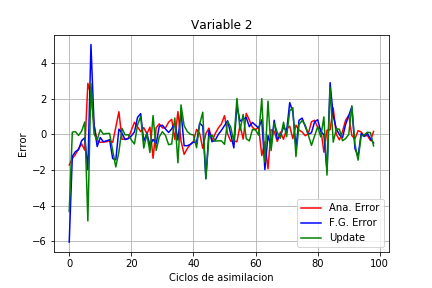 Variable 2
Error
4
2
0
−2
−4
−6
0 20 40 60 80 100
Ciclos de asimilacion
Ana. Error
F.G. Error
Update